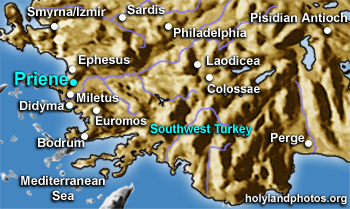 Smyrna/Izmir
Sardis
Pisidian Antioch
Philadelphia
Ephesus
Laodicea
Priene
Colossae
Miletus
Didyma
Euromos
Southwest Turkey
Bodrum
Perge
Mediterranean
Sea
holylandphotos.org